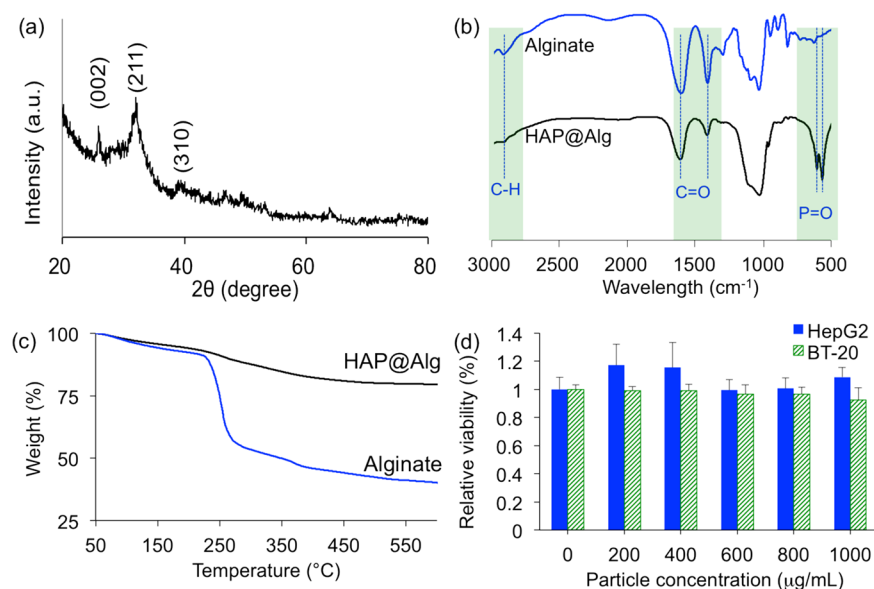 (a)
(002)
(211)
(310)
Intensity (a.u.)
20
40
60
80
2θ (degree)
(b)
Alginate
HAP@Alg
C-H
C=O
P=O
3000
2500
2000
1500
1000
500
Wavelength (cm-1)
(c)
100
75
50
25
HAP@Alg
Alginate
Weight (%)
50
150
250
350
450
550
Temperature (°C)
(d)
HepG2
BT-20
1.4
1.2
1
0.8
0.6
0.4
0.2
0
Relative viability (%)
0
200
400
600
800
1000
Particle concentration (μg/mL)